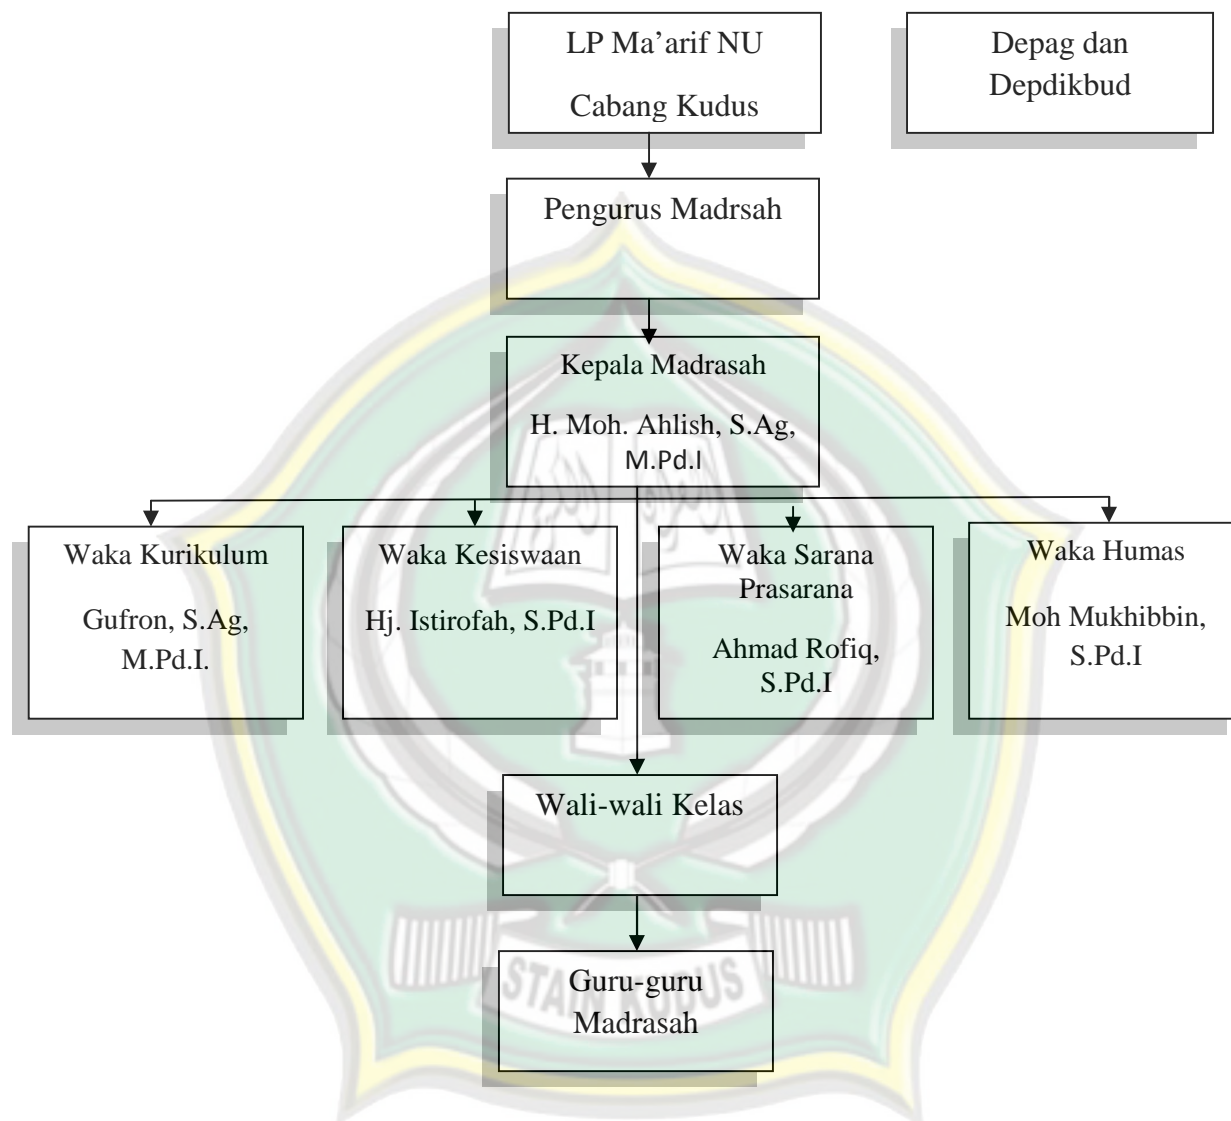 LP Ma’arif NU
Cabang Kudus
Depag dan
Depdikbud
Pengurus Madrsah
Kepala Madrasah
H. Moh. Ahlish, S.Ag,
M.Pd.I
Waka Kurikulum
Gufron, S.Ag,
M.Pd.I.
Waka Kesiswaan
Hj. Istirofah, S.Pd.I
Waka Sarana
Prasarana
Ahmad Rofiq,
S.Pd.I
Waka Humas
Moh Mukhibbin,
S.Pd.I
Wali-wali Kelas
Guru-guru
Madrasah
STAIN KUDUS